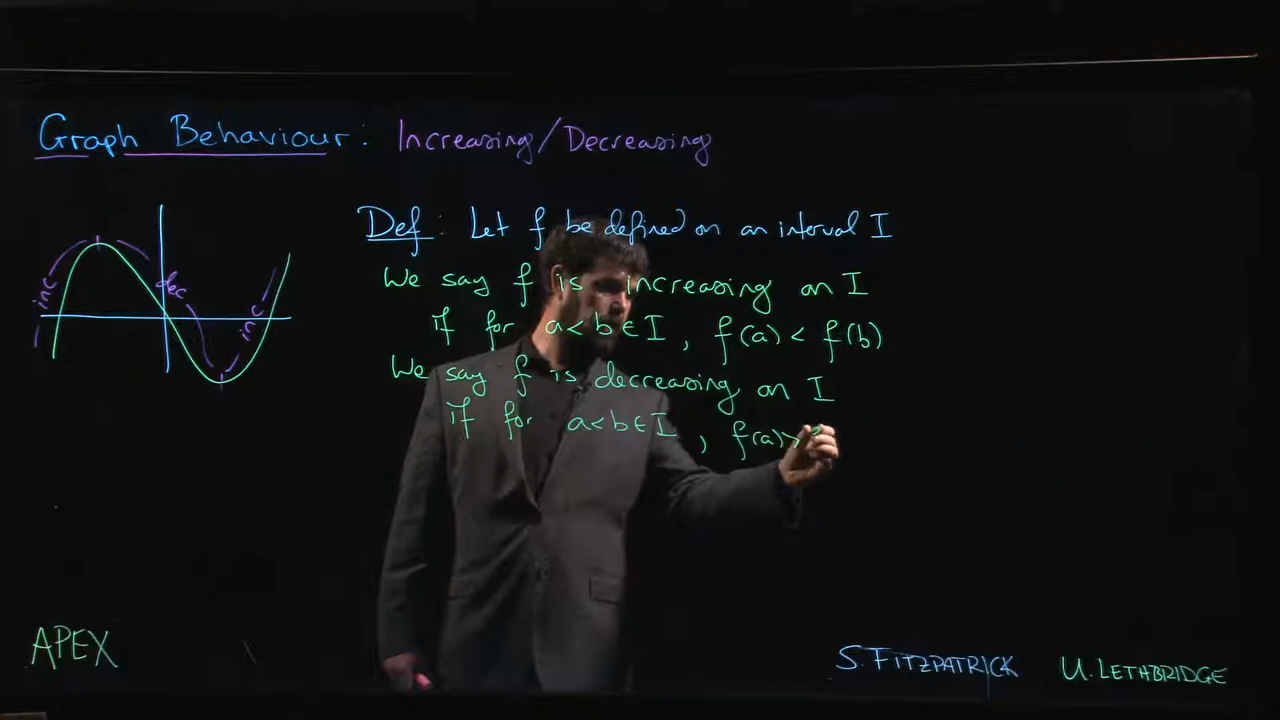 Graph Behaviour: Increasing/Decreasing
inc
dec
inc
Def: Let f be defined on an interval I
We say f is increasing on I
if for a<b∈I, f(a) < f(b)
We say f is decreasing on I
if for a<b∈I, f(a)>
APEX
S. FITZPATRICK
U. LETHBRIDGE